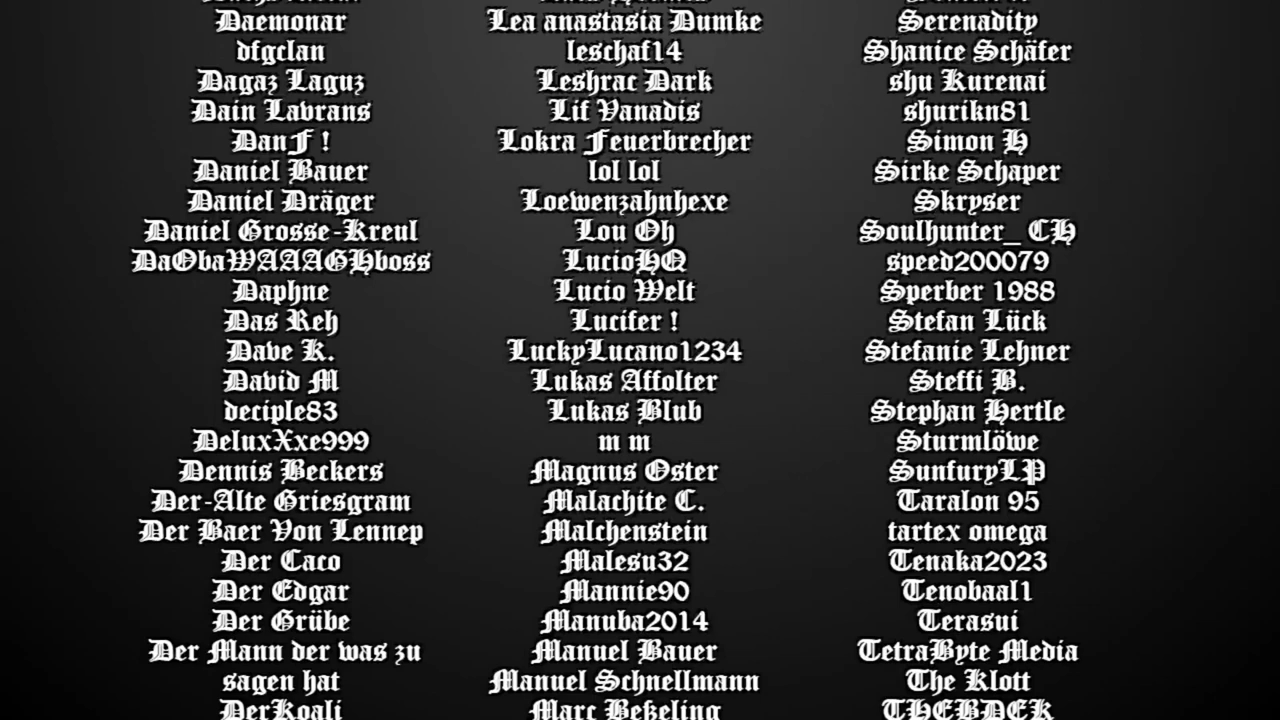 Daemonar
dfgclan
Dagaz Laguz
Dain Lavrans
DanF !
Daniel Bauer
Daniel Dräger
Daniel Grosse-Kreul
DaObaWAAAGHboss
Daphne
Das Reh
Dave K.
David M
deciple83
DeluxXxe999
Dennis Beckers
Der-Alte Griesgram
Der Baer Von Lennep
Der Caco
Der Edgar
Der Grübe
Der Mann der was zu
sagen hat
DerKoali
Lea anastasia Dumke
leschaf14
Leshrac Dark
Lif Vanadis
Lokra Feuerbrecher
lol lol
Loewenzahnhexe
Lou Oh
LucioHQ
Lucio Welt
Lucifer !
LuckyLucano1234
Lukas Affolter
Lukas Blub
m m
Magnus Oster
Malachite C.
Malchenstein
Malesu32
Mannie90
Manuba2014
Manuel Bauer
Manuel Schnellmann
Marc Beßeling
Serenadity
Shanice Schäfer
shu Kurenai
shurikn81
Simon H
Sirke Schaper
Skryser
Soulhunter_ CH
speed200079
Sperber 1988
Stefan Lück
Stefanie Lehner
Steffi B.
Stephan Hertle
Sturmlöwe
SunfuryLP
Taralon 95
tartex omega
Tenaka2023
Tenobaal1
Terasui
TetraByte Media
The Klott
THEBDEK